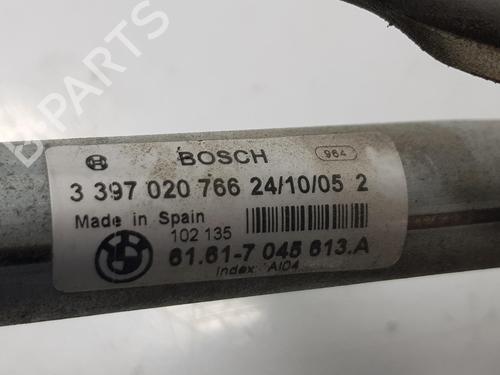 BOSCH
964
3 397 020 766 24/10/05 2
Made in Spain
102 135
61.61-7 045 613.A
Index: AI04
B-PARTS